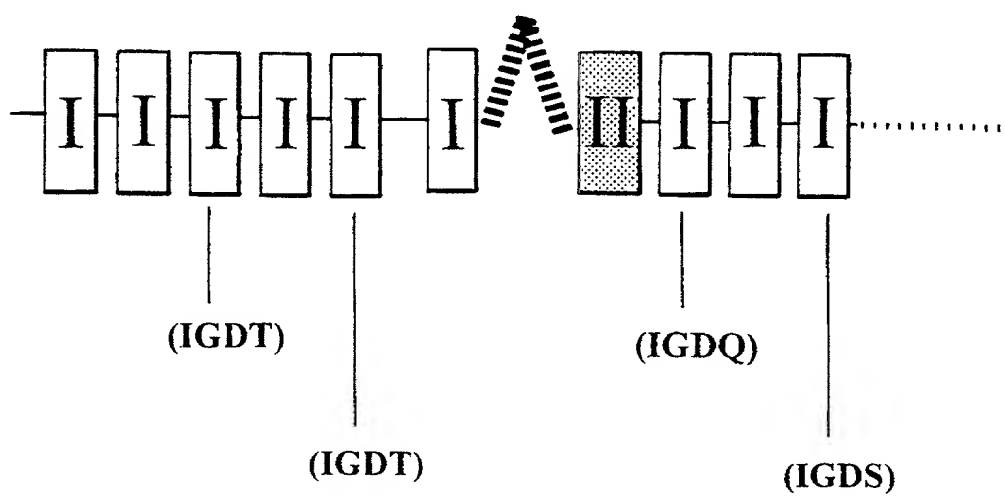 I I I I I I II I I I
(IGDT)
(IGDQ)
(IGDT)
(IGDS)